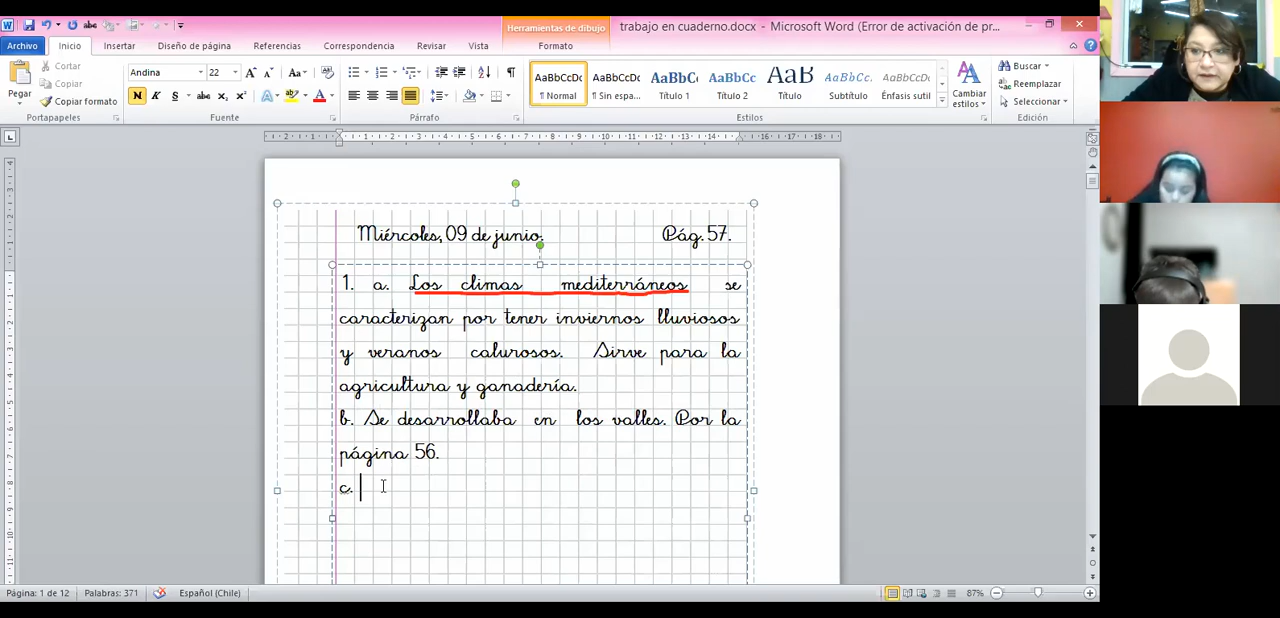 Herramientas de dibujo
trabajo en cuaderno.docx - Microsoft Word (Error de activación de pr...
Archivo Inicio Insertar Diseño de página Referencias Correspondencia Revisar Vista Formato
Pegar
Cortar
Copiar
Copiar formato
Portapapeles
Andina 22
N K S abc x₂ x²
Fuente
Párrafo
AaBbCcDc AaBbCcDc AaBbCc AaBbCc AaB AaBbCc. AaBbCcDc
¶ Normal ¶ Sin espa... Título 1 Título 2 Título Subtítulo Énfasis sutil
Cambiar estilos
Estilos
Buscar
Reemplazar
Seleccionar
Edición
Miércoles, 09 de junio. Pág. 57.
1. a. Los climas mediterráneos se
caracterizan por tener inviernos lluviosos
y veranos calurosos. Sirve para la
agricultura y ganadería.
b. Se desarrollaba en los valles. Por la
página 56.
c.
Página: 1 de 12 Palabras: 371 Español (Chile) 87%